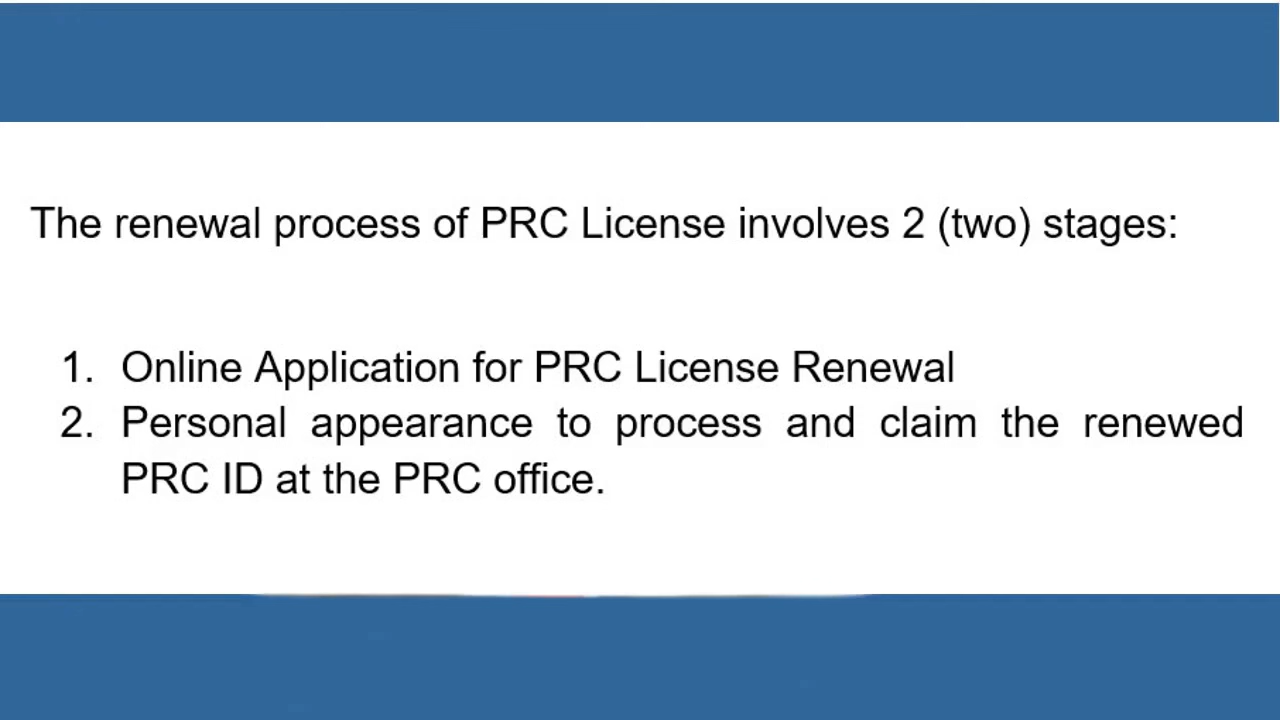 The renewal process of PRC License involves 2 (two) stages:
1. Online Application for PRC License Renewal
2. Personal appearance to process and claim the renewed
PRC ID at the PRC office.